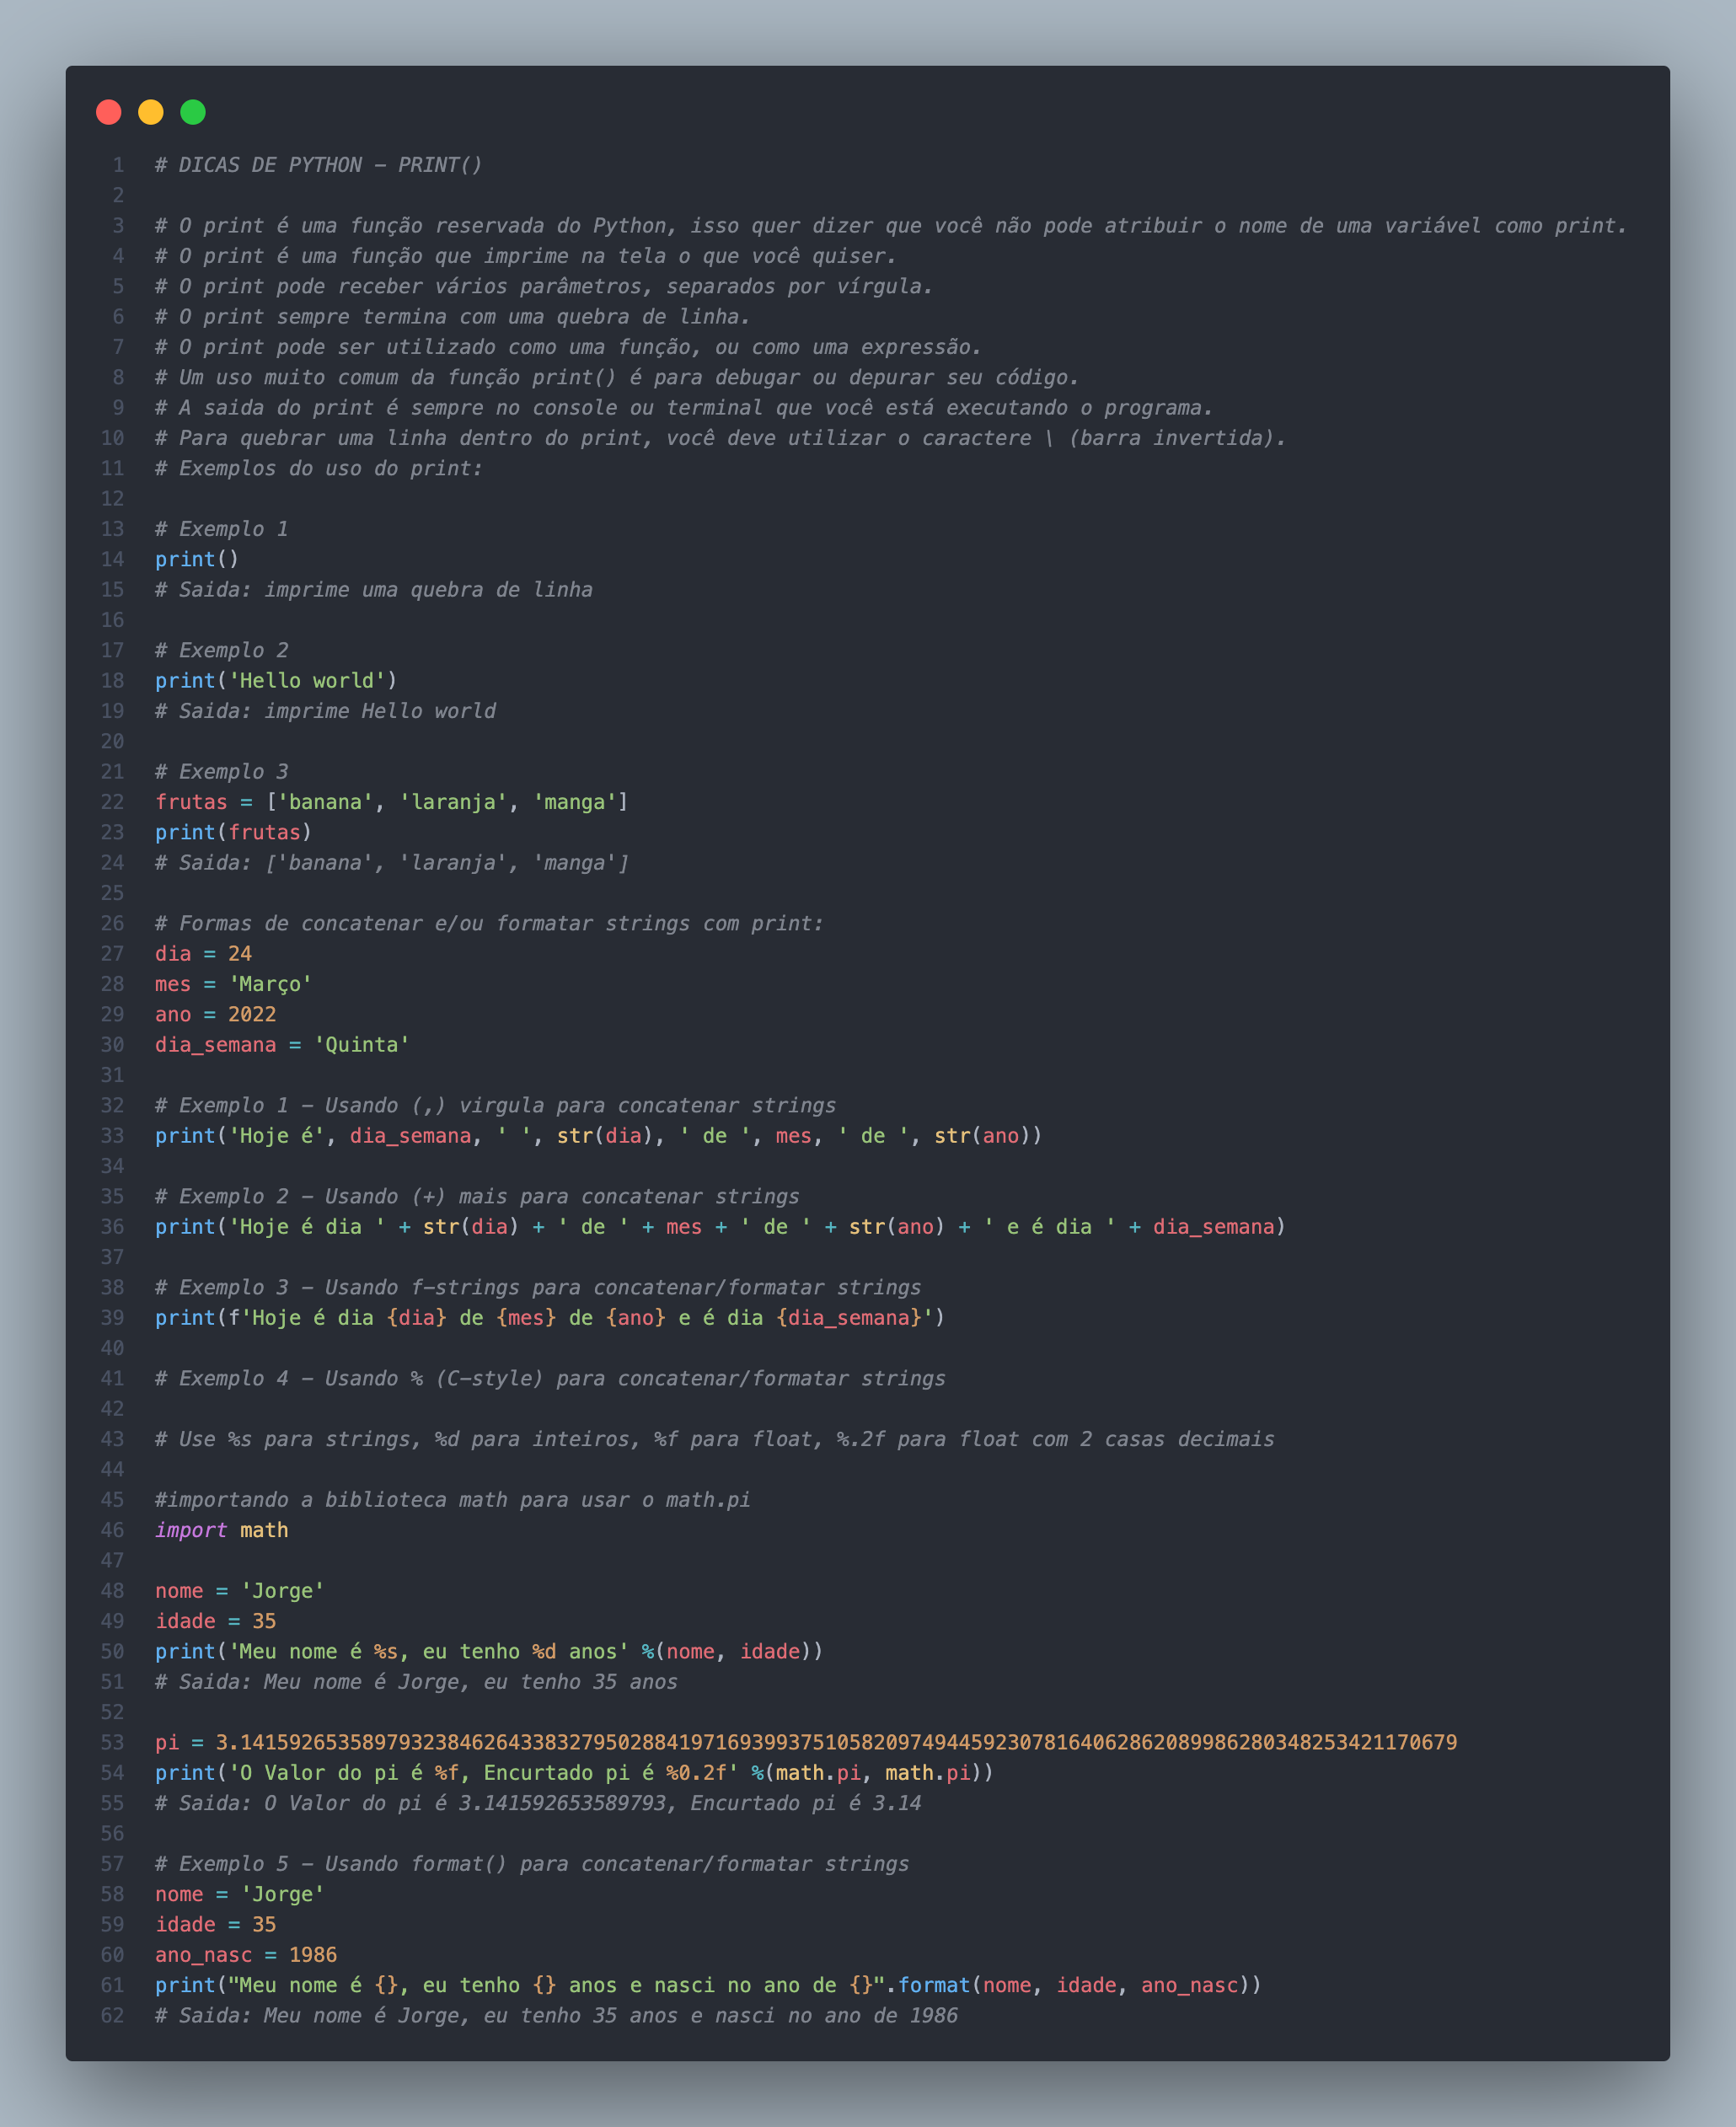 1 # DICAS DE PYTHON - PRINT()
2
3 # O print é uma função reservada do Python, isso quer dizer que você não pode atribuir o nome de uma variável como print.
4 # O print é uma função que imprime na tela o que você quiser.
5 # O print pode receber vários parâmetros, separados por vírgula.
6 # O print sempre termina com uma quebra de linha.
7 # O print pode ser utilizado como uma função, ou como uma expressão.
8 # Um uso muito comum da função print() é para debugar ou depurar seu código.
9 # A saida do print é sempre no console ou terminal que você está executando o programa.
10 # Para quebrar uma linha dentro do print, você deve utilizar o caractere \ (barra invertida).
11 # Exemplos do uso do print:
12
13 # Exemplo 1
14 print()
15 # Saida: imprime uma quebra de linha
16
17 # Exemplo 2
18 print('Hello world')
19 # Saida: imprime Hello world
20
21 # Exemplo 3
22 frutas = ['banana', 'laranja', 'manga']
23 print(frutas)
24 # Saida: ['banana', 'laranja', 'manga']
25
26 # Formas de concatenar e/ou formatar strings com print:
27 dia = 24
28 mes = 'Março'
29 ano = 2022
30 dia_semana = 'Quinta'
31
32 # Exemplo 1 - Usando (,) virgula para concatenar strings
33 print('Hoje é', dia_semana, ' ', str(dia), ' de ', mes, ' de ', str(ano))
34
35 # Exemplo 2 - Usando (+) mais para concatenar strings
36 print('Hoje é dia ' + str(dia) + ' de ' + mes + ' de ' + str(ano) + ' e é dia ' + dia_semana)
37
38 # Exemplo 3 - Usando f-strings para concatenar/formatar strings
39 print(f'Hoje é dia {dia} de {mes} de {ano} e é dia {dia_semana}')
40
41 # Exemplo 4 - Usando % (C-style) para concatenar/formatar strings
42
43 # Use %s para strings, %d para inteiros, %f para float, %.2f para float com 2 casas decimais
44
45 #importando a biblioteca math para usar o math.pi
46 import math
47
48 nome = 'Jorge'
49 idade = 35
50 print('Meu nome é %s, eu tenho %d anos' %(nome, idade))
51 # Saida: Meu nome é Jorge, eu tenho 35 anos
52
53 pi = 3.1415926535897932384626433832795028841971693993751058209749445923078164062862089986280348253421170679
54 print('O Valor do pi é %f, Encurtado pi é %0.2f' %(math.pi, math.pi))
55 # Saida: O Valor do pi é 3.141592653589793, Encurtado pi é 3.14
56
57 # Exemplo 5 - Usando format() para concatenar/formatar strings
58 nome = 'Jorge'
59 idade = 35
60 ano_nasc = 1986
61 print("Meu nome é {}, eu tenho {} anos e nasci no ano de {}".format(nome, idade, ano_nasc))
62 # Saida: Meu nome é Jorge, eu tenho 35 anos e nasci no ano de 1986